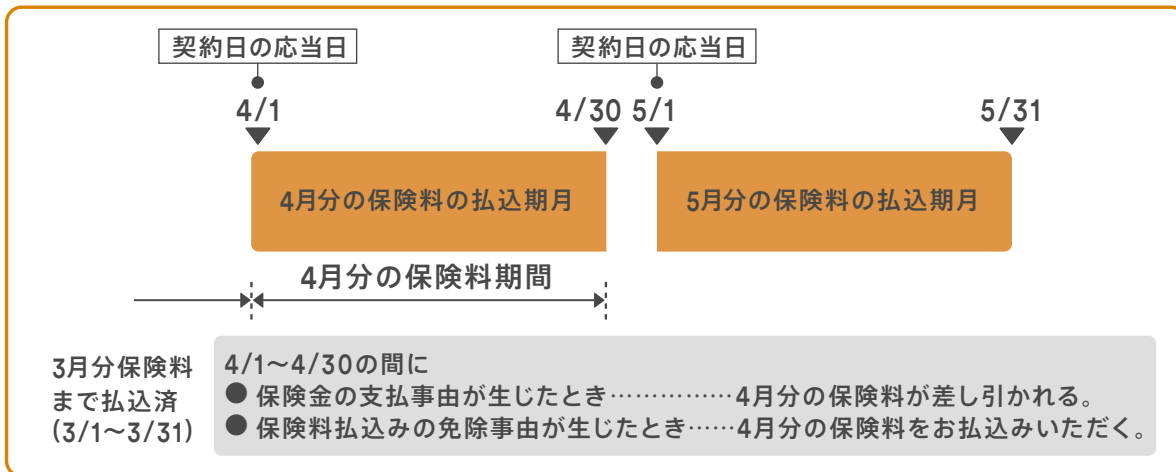 契約日の応当日
契約日の応当日
4/1
4/30
5/1
5/31
4月分の保険料の払込期月
5月分の保険料の払込期月
4月分の保険料期間
3月分保険料
まで払込済
(3/1～3/31)
4/1～4/30の間に
● 保険金の支払事由が生じたとき……………4月分の保険料が差し引かれる。
● 保険料払込みの免除事由が生じたとき……4月分の保険料をお払込みいただく。